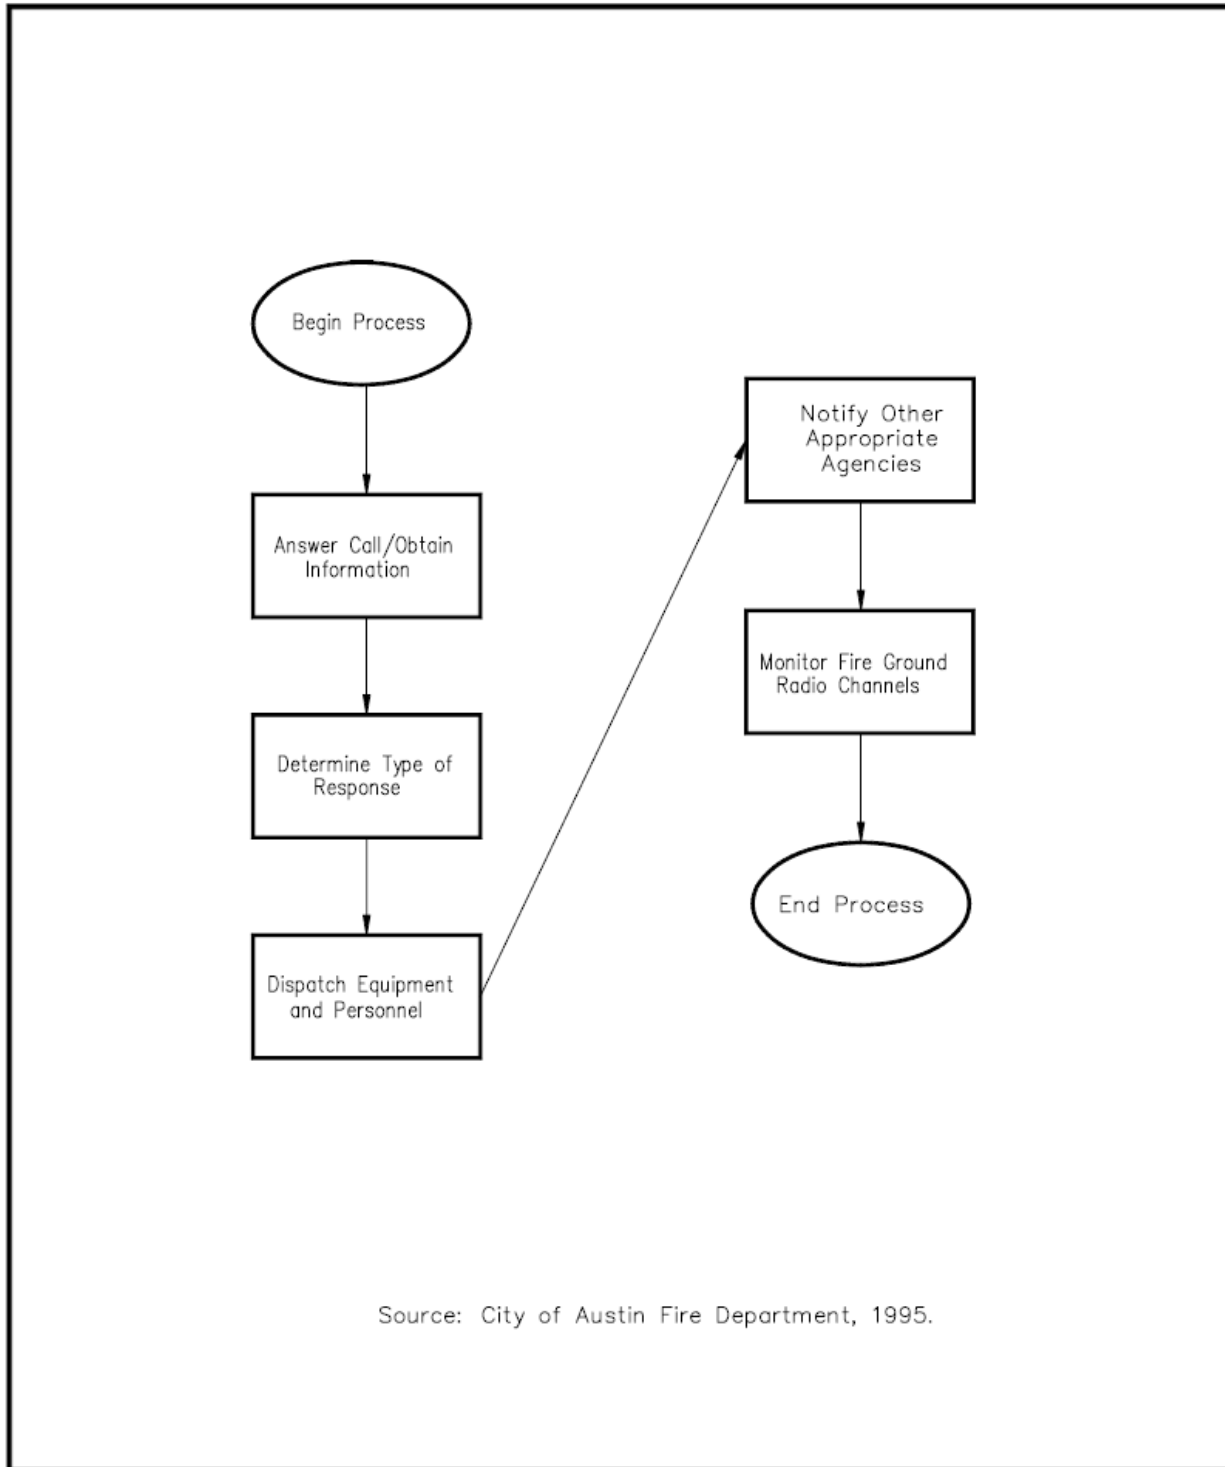 Begin Process
Answer Call/Obtain
Information
Determine Type of
Response
Dispatch Equipment
and Personnel
Notify Other
Appropriate
Agencies
Monitor Fire Ground
Radio Channels
End Process
Source: City of Austin Fire Department, 1995.